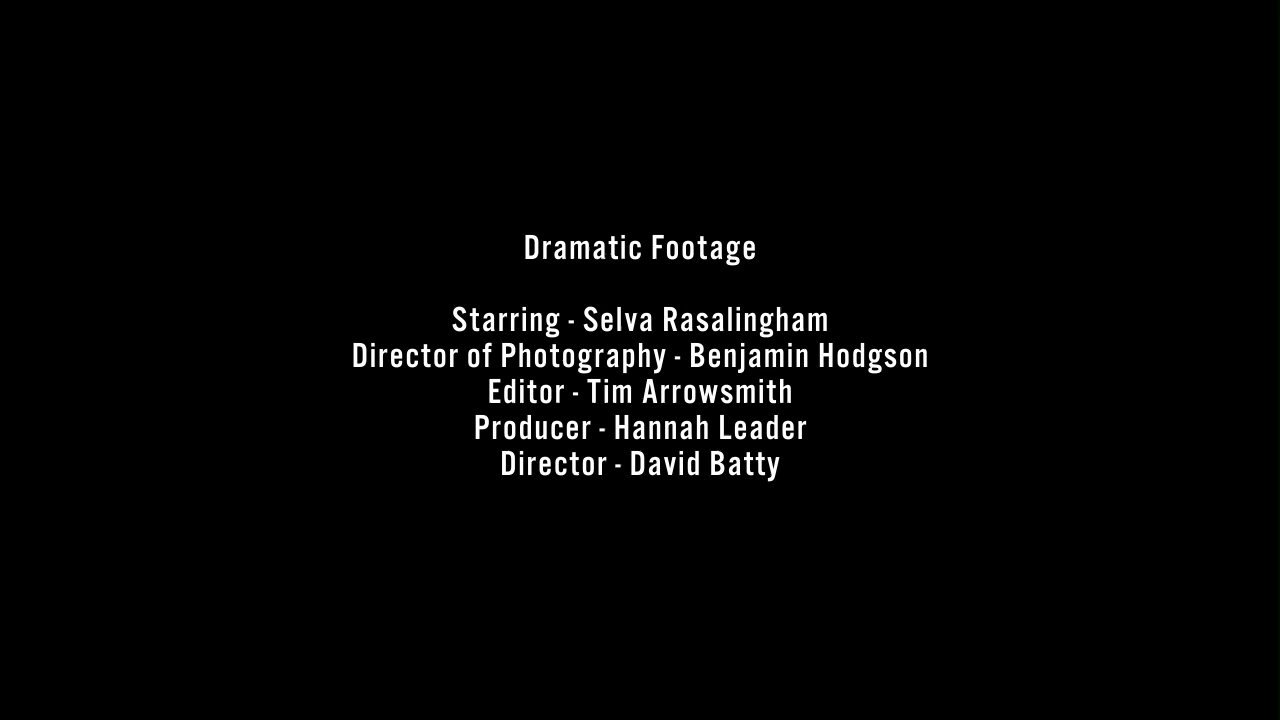 Dramatic Footage
Starring - Selva Rasalingham
Director of Photography - Benjamin Hodgson
Editor - Tim Arrowsmith
Producer - Hannah Leader
Director - David Batty